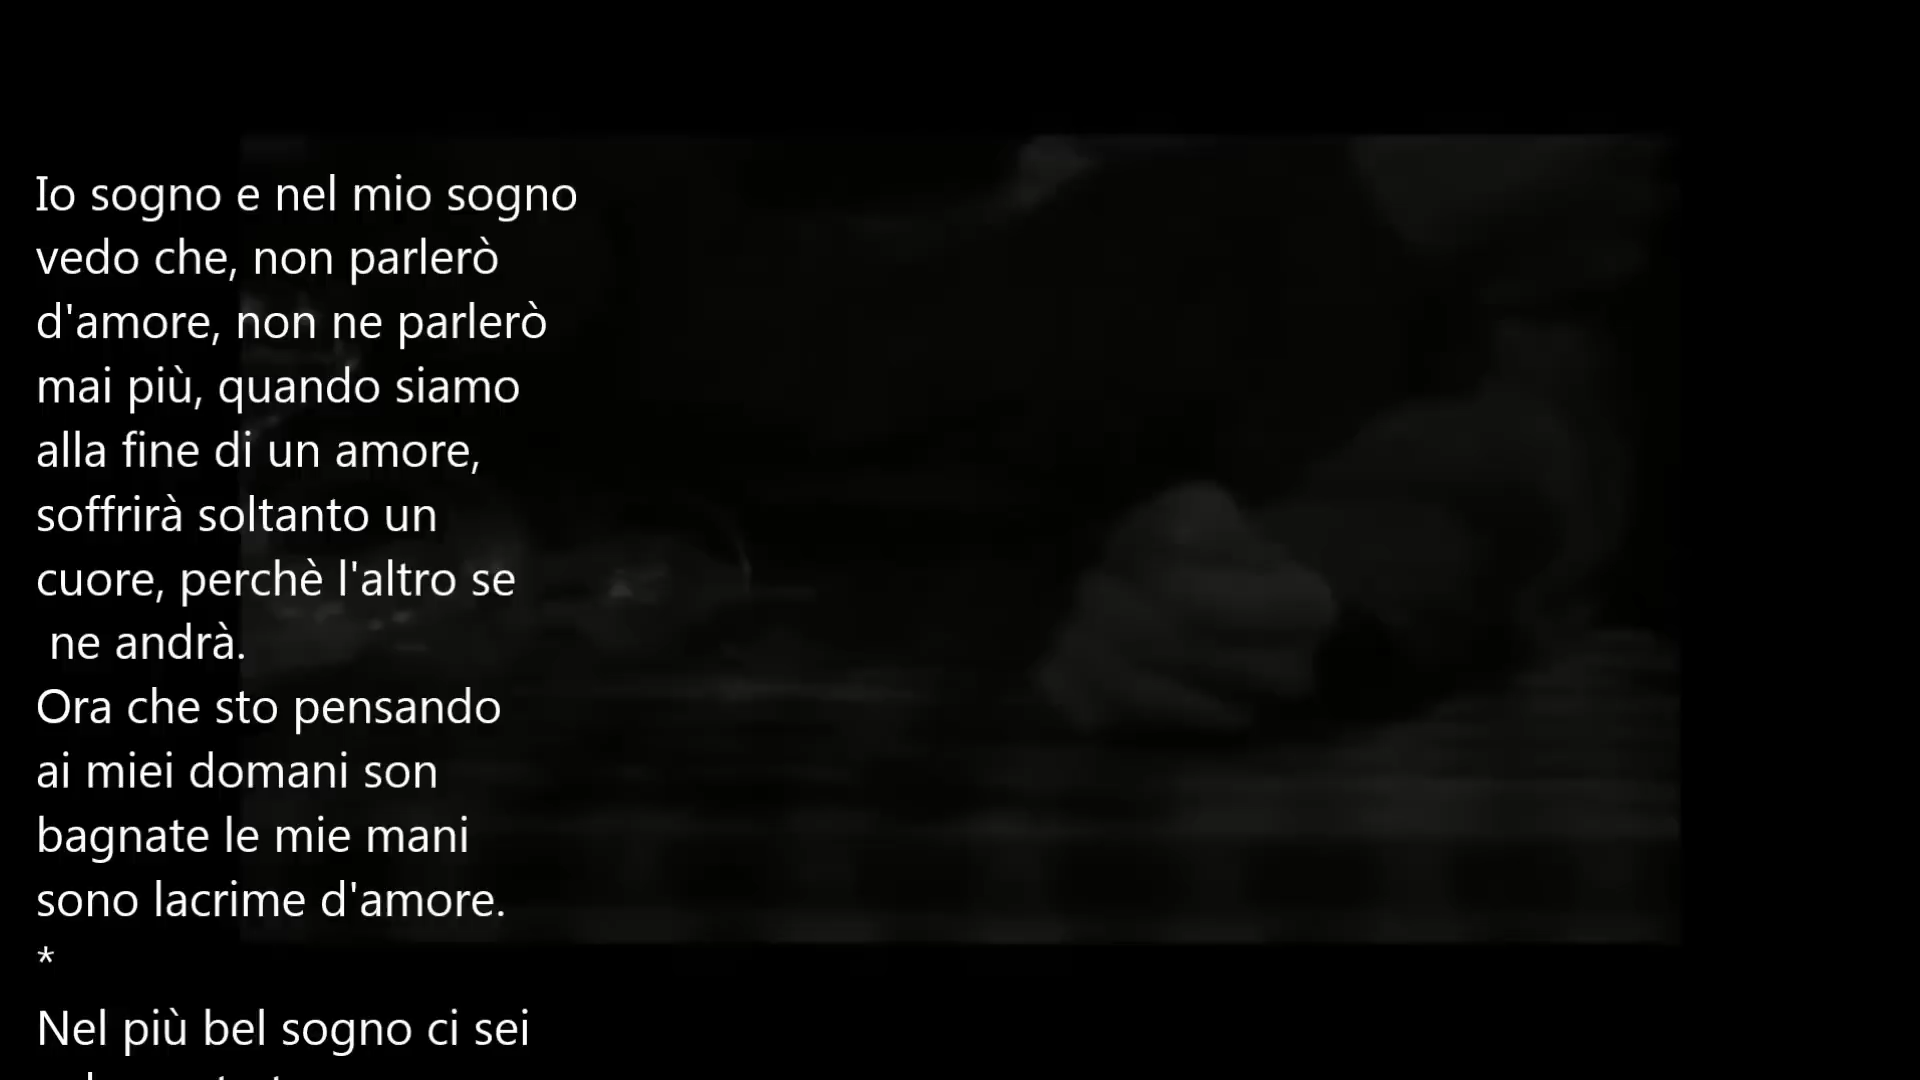 Io sogno e nel mio sogno
vedo che, non parlerò
d'amore, non ne parlerò
mai più, quando siamo
alla fine di un amore,
soffrirà soltanto un
cuore, perchè l'altro se
ne andrà.
Ora che sto pensando
ai miei domani son
bagnate le mie mani
sono lacrime d'amore.
*
Nel più bel sogno ci sei